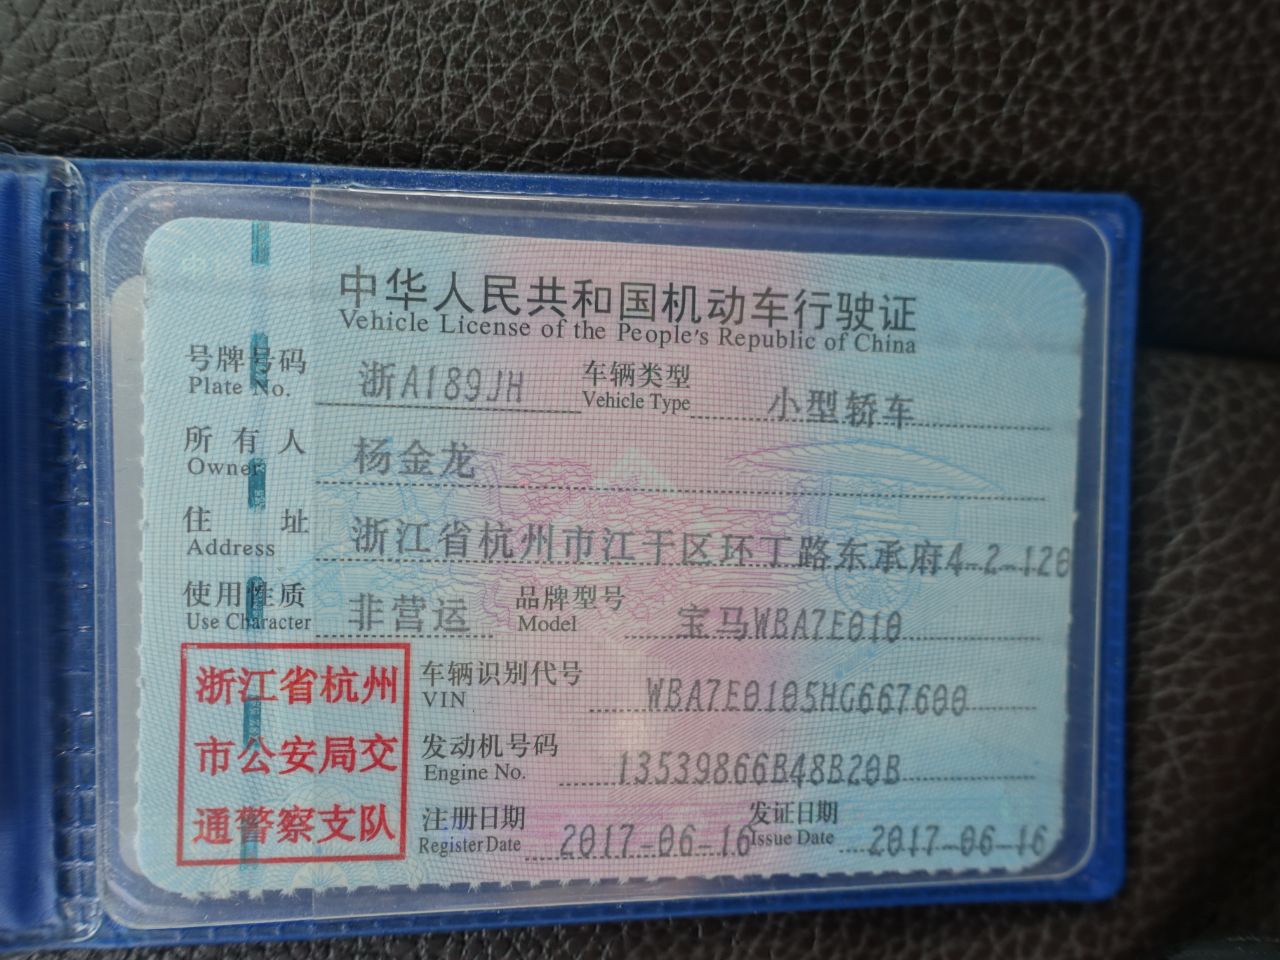 中华人民共和国机动车行驶证
Vehicle License of the People's Republic of China
号牌号码 浙A189JH 车辆类型 小型轿车
Plate No. Vehicle Type
所有人 杨金龙
Owner
住址 浙江省杭州市江干区环丁路东承府4-2-120
Address
使用性质 非营运 品牌型号 宝马WBA7E010
Use Character Model
浙江省杭州
市公安局交
通警察支队
车辆识别代号 WBA7E0105HG667600
VIN
发动机号码 13539866B48B20B
Engine No.
注册日期 2017-06-16 发证日期 2017-06-16
Register Date Issue Date